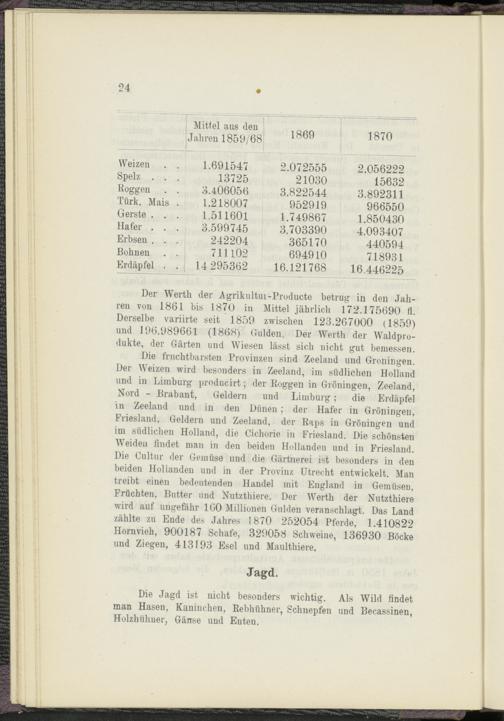 24
Mittel aus den
Jahren 1859/68 1869 1870
Weizen . . 1.691547 2.072555 2,056222
Spelz . . . 13725 21030 15632
Roggen . . 3.406056 3.822544 3.892311
Türk. Mais . 1.218007 952919 966550
Gerste . . . 1.511601 1.749867 1.850430
Hafer . . . 3.599745 3.703390 4.093407
Erbsen . . . 242204 365170 440594
Bohnen . . 711102 694910 718931
Erdäpfel . . 14 295362 16.121768 16.446225
Der Werth der Agrikultur-Producte betrug in den Jah-
ren von 1861 bis 1870 in Mittel jährlich 172.175690 fl.
Derselbe variirte seit 1859 zwischen 123.267000 (1859)
und 196.989661 (1868) Gulden. Der Werth der Waldpro-
dukte, der Gärten und Wiesen lässt sich nicht gut bemessen.
Die fruchtbarsten Provinzen sind Zeeland und Groningen.
Der Weizen wird besonders in Zeeland, im südlichen Holland
und in Limburg producirt; der Roggen in Gröningen, Zeeland,
Nord - Brabant, Geldern und Limburg; die Erdäpfel
in Zeeland und in den Dünen; der Hafer in Gröningen,
Friesland, Geldern und Zeeland, der Raps in Gröningen und
im südlichen Holland, die Cichorie in Friesland. Die schönsten
Weiden findet man in den beiden Hollanden und in Friesland.
Die Cultur der Gemüse und die Gärtnerei ist besonders in den
beiden Hollanden und in der Provinz Utrecht entwickelt. Man
treibt einen bedeutenden Handel mit England in Gemüsen,
Früchten, Butter und Nutzthiere. Der Werth der Nutzthiere
wird auf ungefähr 160 Millionen Gulden veranschlagt. Das Land
zählte zu Ende des Jahres 1870 252054 Pferde, 1.410822
Hornvieh, 900187 Schafe, 329058 Schweine, 136930 Böcke
und Ziegen, 413193 Esel und Maulthiere.
Jagd.
Die Jagd ist nicht besonders wichtig. Als Wild findet
man Hasen, Kaninchen, Rebhühner, Schnepfen und Becassinen,
Holzhühner, Gänse und Enten.